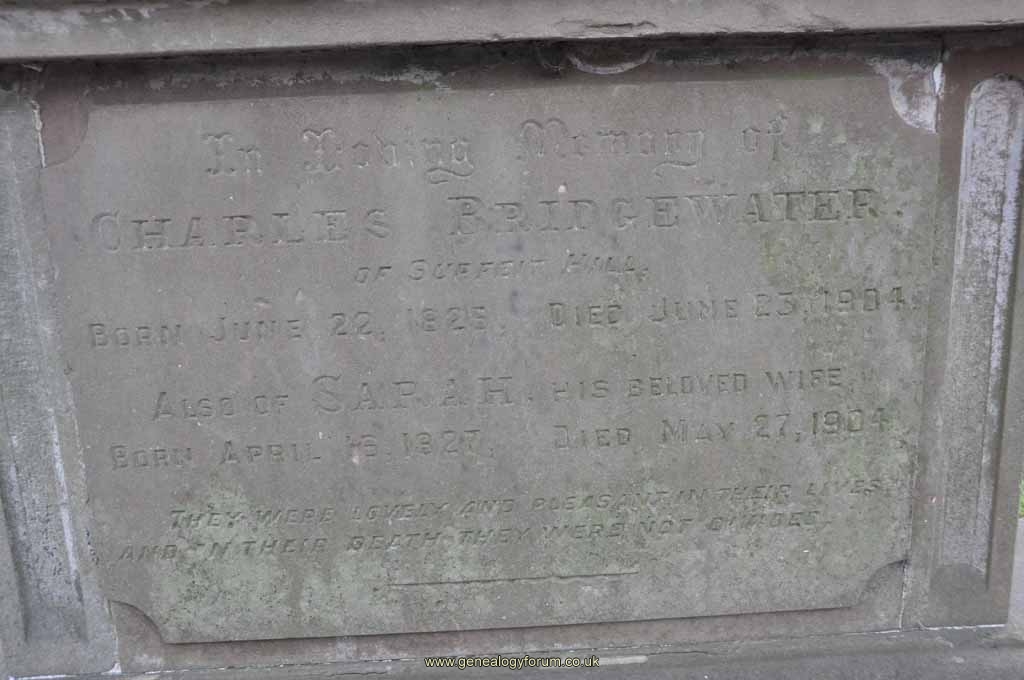 In Loving Memory of
CHARLES BRIDGEWATER.
OF SURFEIT HILL,
BORN JUNE 22, 1825. DIED JUNE 23, 1904.
ALSO OF SARAH, HIS BELOVED WIFE,
BORN APRIL 16, 1827, DIED MAY 27, 1904.
THEY WERE LOVELY AND PLEASANT IN THEIR LIVES,
AND IN THEIR DEATH THEY WERE NOT DIVIDED.
www.genealogyforum.co.uk